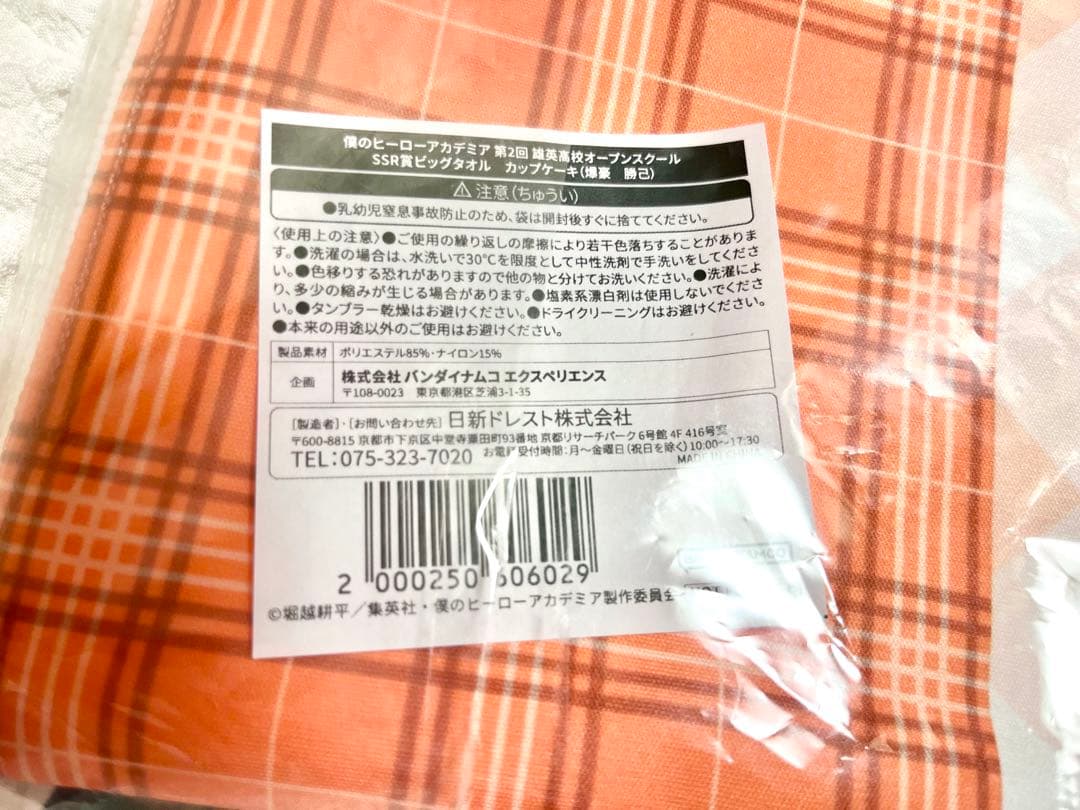 僕のヒーローアカデミア 第2回 雄英高校オープンスクール
SSR賞ビッグタオル カップケーキ(爆豪 勝己)
⚠ 注意(ちゅうい)
●乳幼児窒息事故防止のため、袋は開封後すぐに捨ててください。
〈使用上の注意〉●ご使用の繰り返しの摩擦により若干色落ちすることがありま
す。●洗濯の場合は、水洗いで30℃を限度として中性洗剤で手洗いをしてくださ
い。●色移りする恐れがありますので他の物と分けてお洗いください。●洗濯によ
り、多少の縮みが生じる場合があります。●塩素系漂白剤は使用しないでくださ
い。●タンブラー乾燥はお避けください。●ドライクリーニングはお避けください。
●本来の用途以外のご使用はお避けください。
製品素材 ポリエステル85%・ナイロン15%
企画 株式会社 バンダイナムコ エクスペリエンス
〒108-0023 東京都港区芝浦3-1-35
[製造者]・[お問い合わせ先] 日新ドレスト株式会社
〒600-8815 京都市下京区中堂寺粟田町93番地 京都リサーチパーク6号館 4F 416号室
TEL:075-323-7020 お電話受付時間:月〜金曜日(祝日を除く)10:00〜17:30
MADE IN CHINA
2 000250 606029
©堀越耕平/集英社・僕のヒーローアカデミア製作委員会